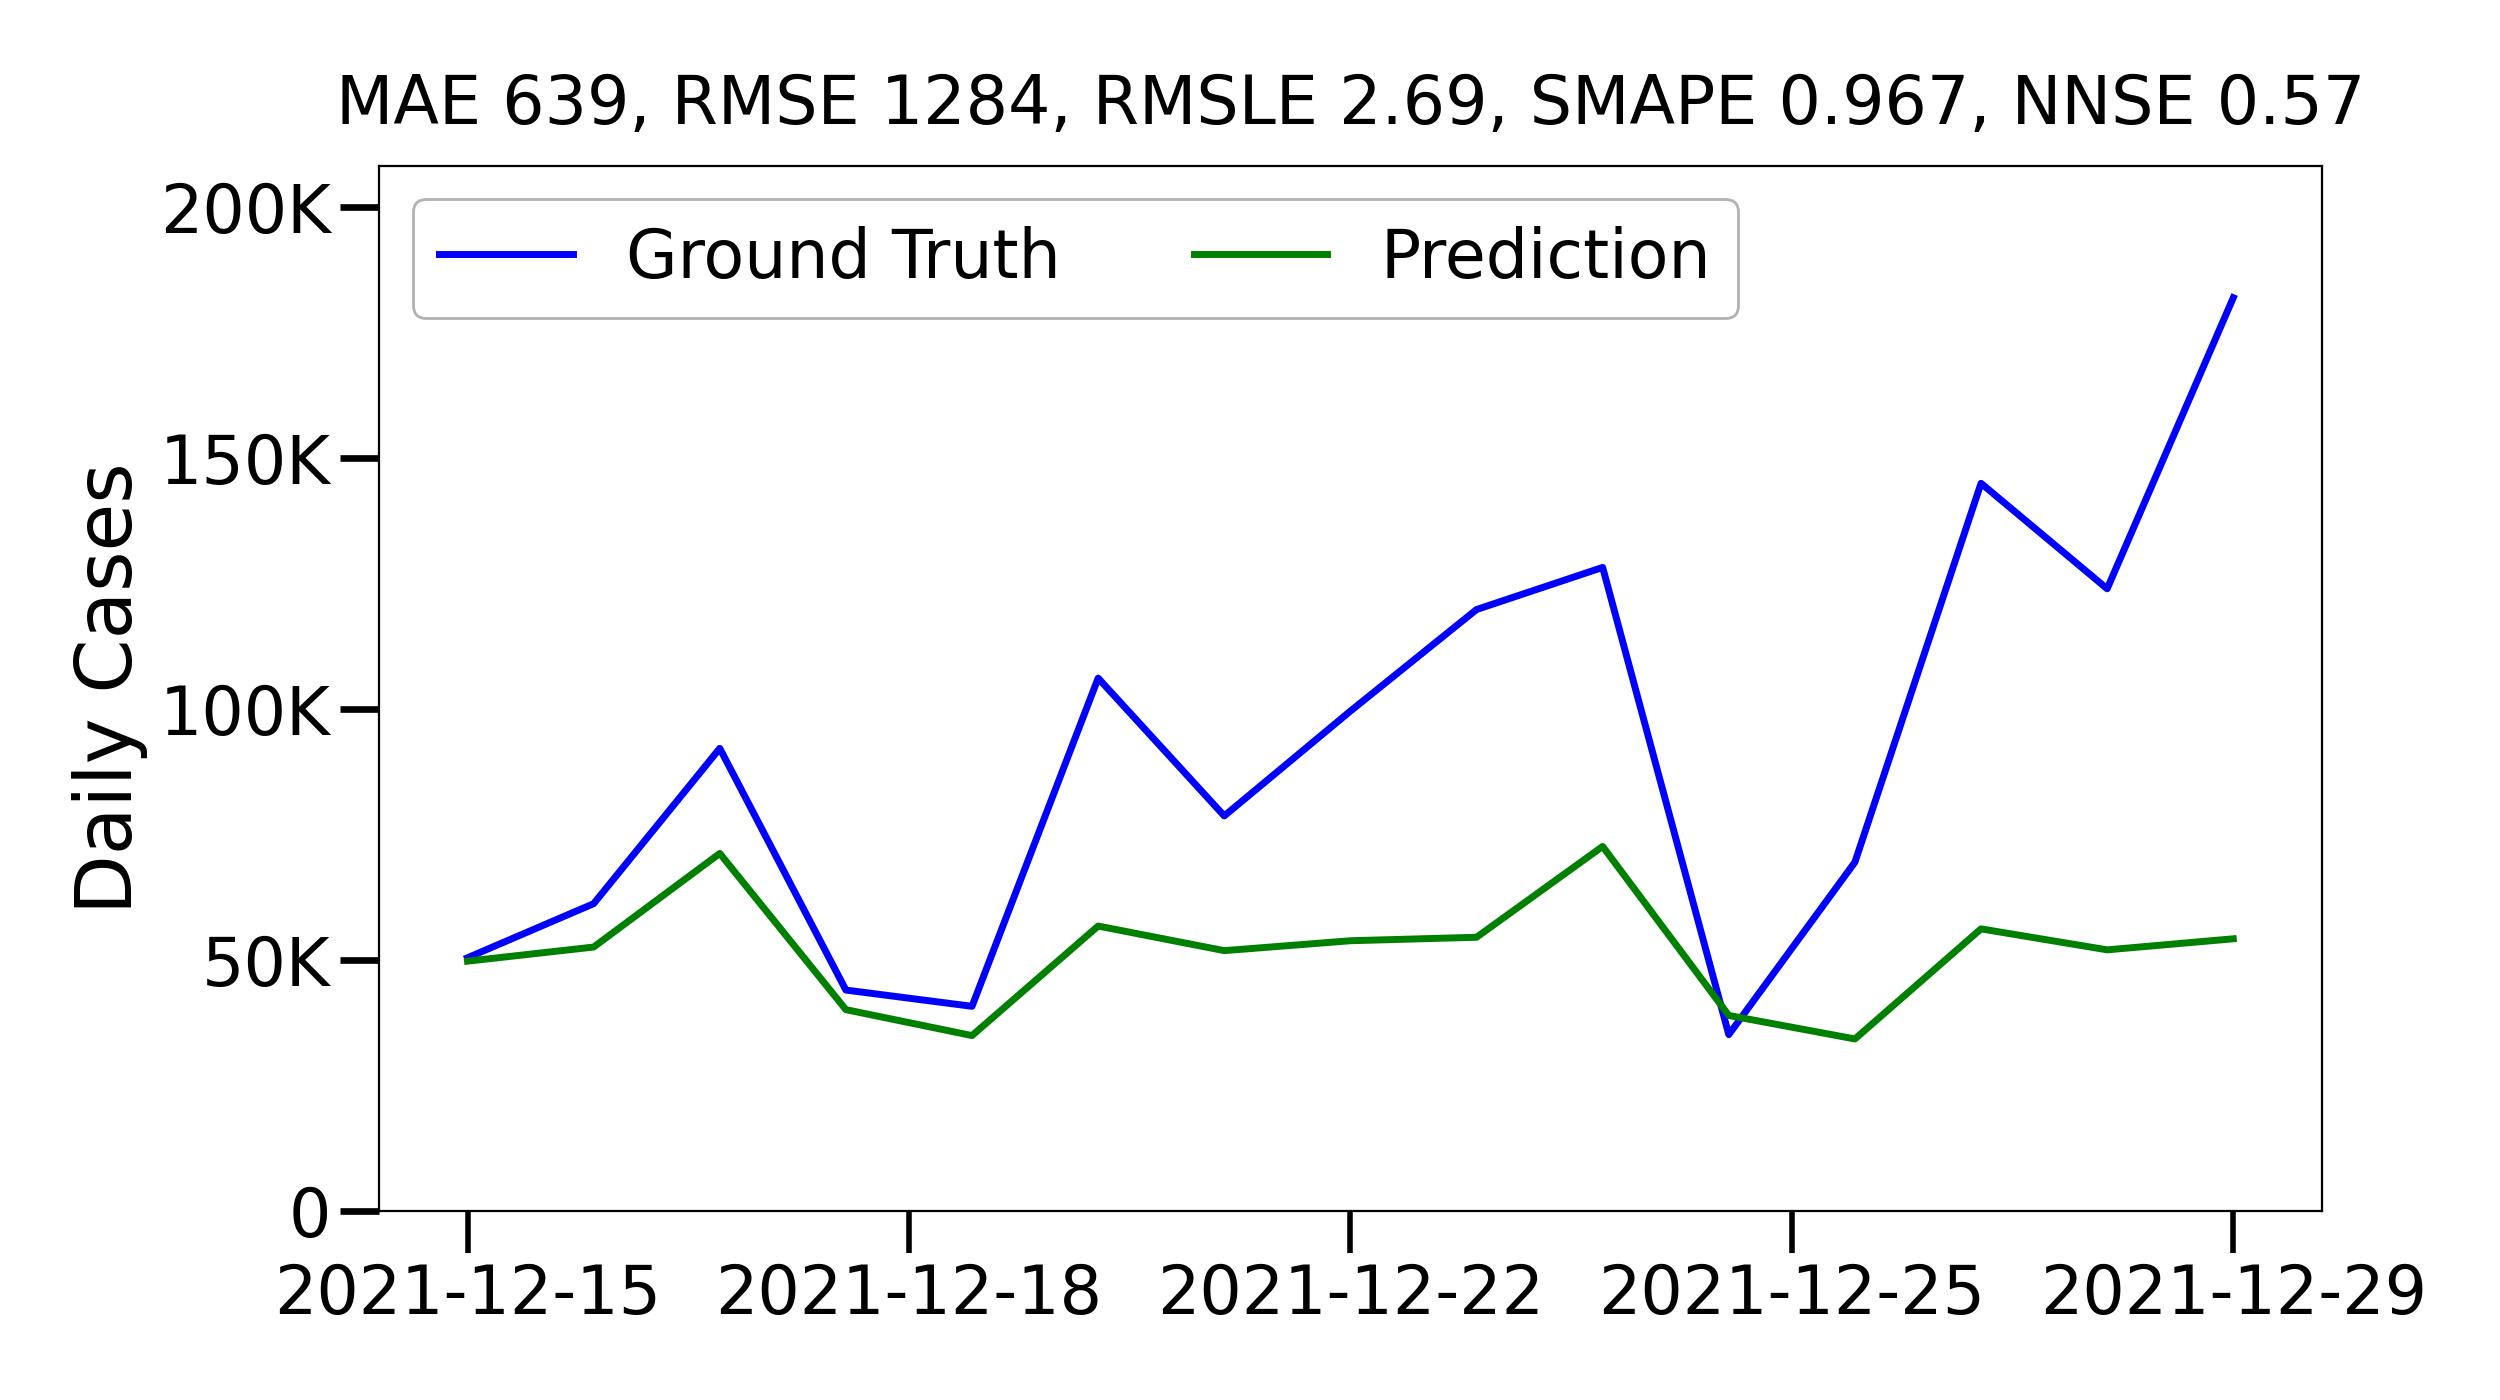 MAE 639, RMSE 1284, RMSLE 2.69, SMAPE 0.967, NNSE 0.57
Ground Truth Prediction
200K
150K
100K
50K
0
Daily Cases
2021-12-15 2021-12-18 2021-12-22 2021-12-25 2021-12-29